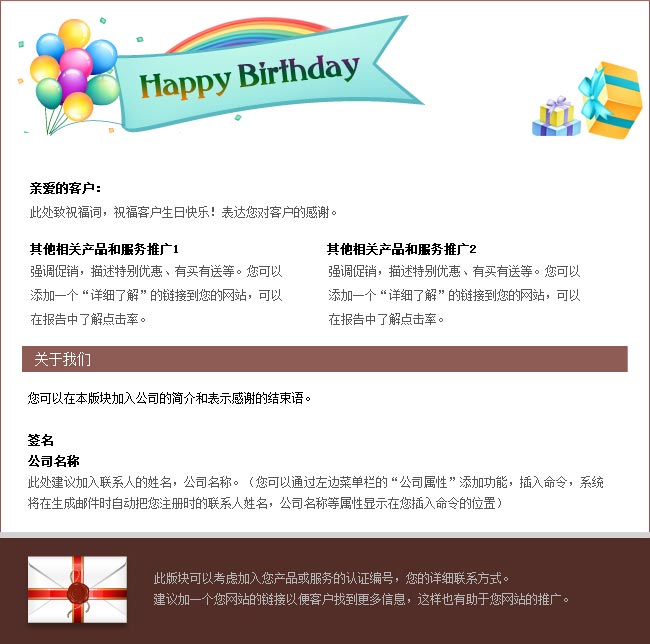 Happy Birthday
亲爱的客户：
此处致祝福词，祝福客户生日快乐！表达您对客户的感谢。
其他相关产品和服务推广1
强调促销，描述特别优惠、有买有送等。您可以
添加一个“详细了解”的链接到您的网站，可以
在报告中了解点击率。
其他相关产品和服务推广2
强调促销，描述特别优惠、有买有送等。您可以
添加一个“详细了解”的链接到您的网站，可以
在报告中了解点击率。
关于我们
您可以在本版块加入公司的简介和表示感谢的结束语。
签名
公司名称
此处建议加入联系人的姓名，公司名称。（您可以通过左边菜单栏的“公司属性”添加功能，插入命令，系统
将在生成邮件时自动把您注册时的联系人姓名，公司名称等属性显示在您插入命令的位置）
此版块可以考虑加入您产品或服务的认证编号，您的详细联系方式。
建议加一个您网站的链接以便客户找到更多信息，这样也有助于您网站的推广。